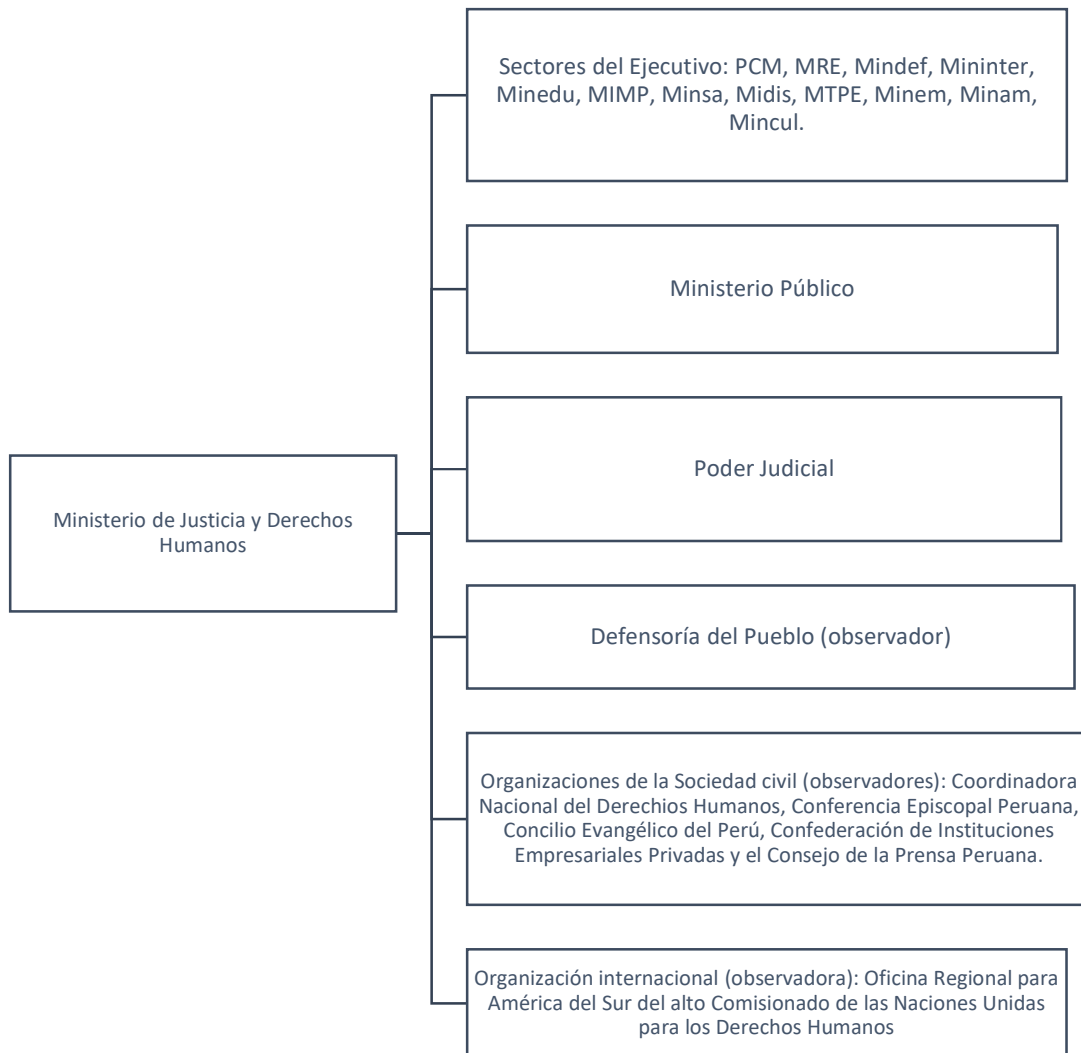 Sectores del Ejecutivo: PCM, MRE, Mindef, Mininter,
Minedu, MIMP, Minsa, Midis, MTPE, Minem, Minam,
Mincul.
Ministerio Público
Poder Judicial
Ministerio de Justicia y Derechos
Humanos
Defensoría del Pueblo (observador)
Organizaciones de la Sociedad civil (observadores): Coordinadora
Nacional del Derechios Humanos, Conferencia Episcopal Peruana,
Concilio Evangélico del Perú, Confederación de Instituciones
Empresariales Privadas y el Consejo de la Prensa Peruana.
Organización internacional (observadora): Oficina Regional para
América del Sur del alto Comisionado de las Naciones Unidas
para los Derechos Humanos